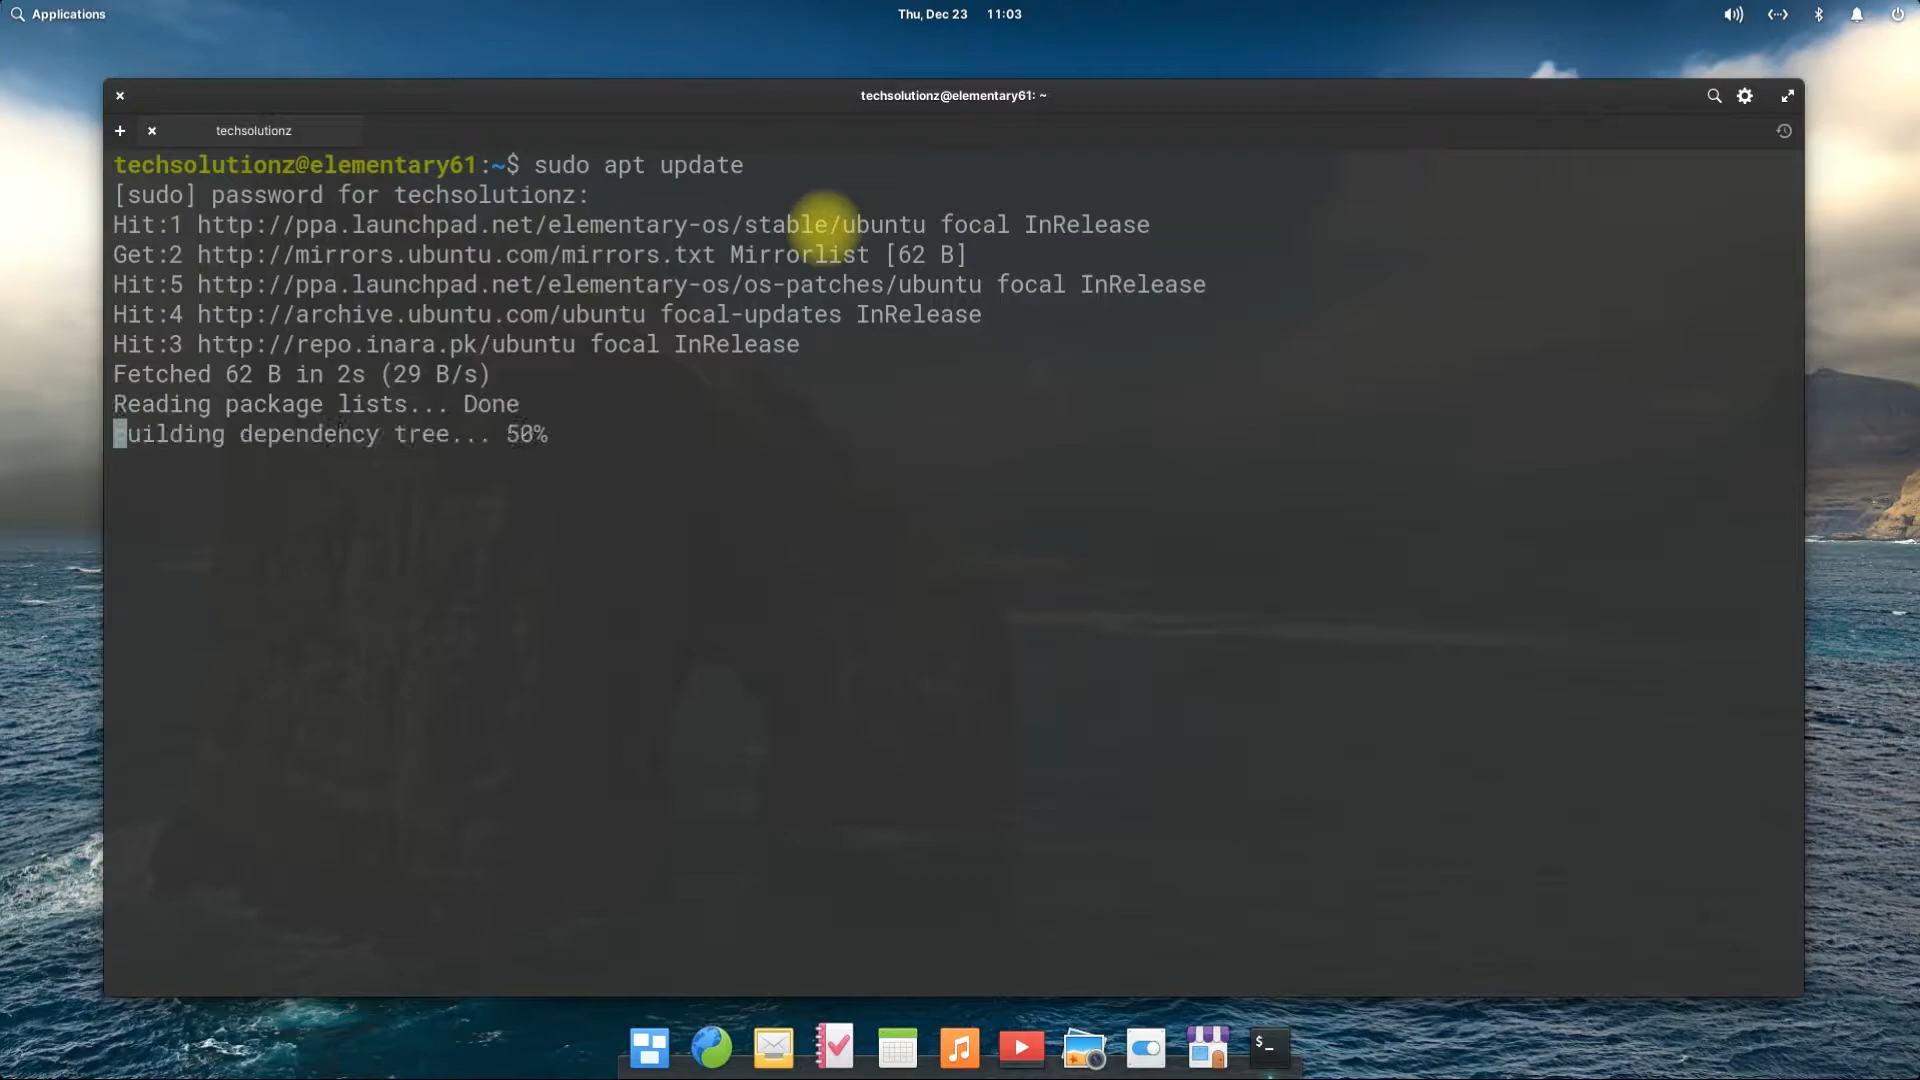 Applications
Thu, Dec 23 11:03
techsolutionz@elementary61: ~
techsolutionz
techsolutionz@elementary61:~$ sudo apt update
[sudo] password for techsolutionz:
Hit:1 http://ppa.launchpad.net/elementary-os/stable/ubuntu focal InRelease
Get:2 http://mirrors.ubuntu.com/mirrors.txt Mirrorlist [62 B]
Hit:5 http://ppa.launchpad.net/elementary-os/os-patches/ubuntu focal InRelease
Hit:4 http://archive.ubuntu.com/ubuntu focal-updates InRelease
Hit:3 http://repo.inara.pk/ubuntu focal InRelease
Fetched 62 B in 2s (29 B/s)
Reading package lists... Done
Building dependency tree... 50%
$_